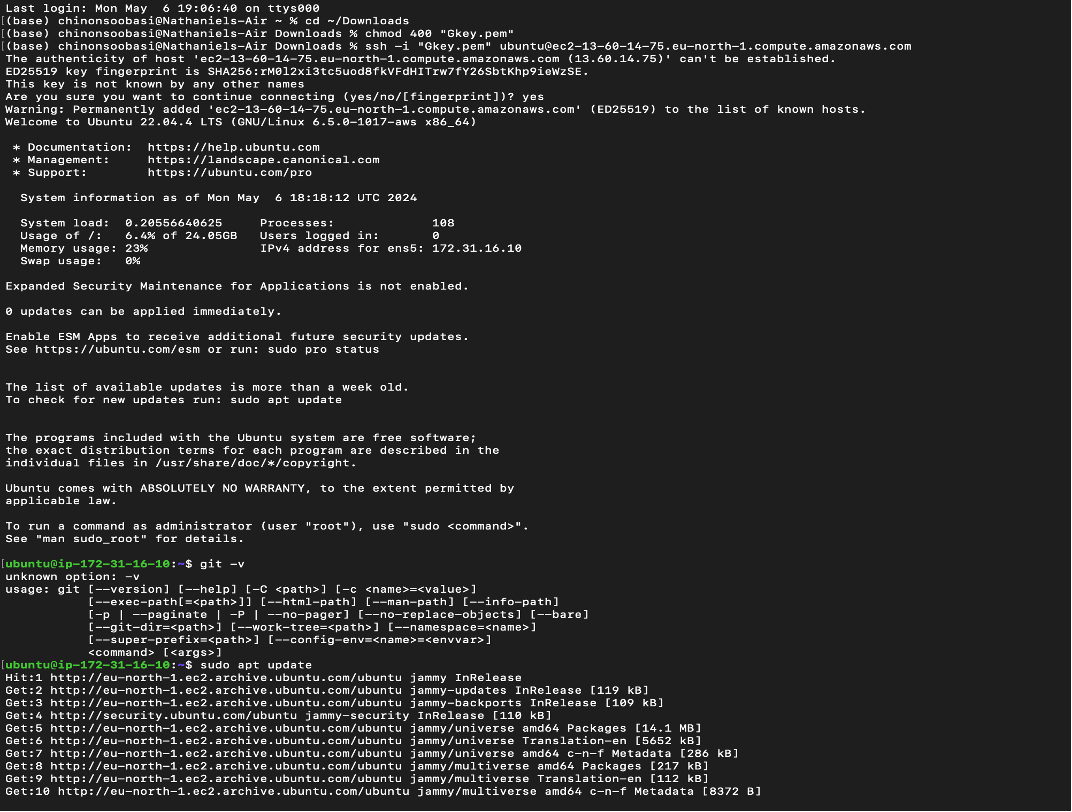 Last login: Mon May  6 19:06:40 on ttys000
[(base) chinonsoobasi@Nathaniels-Air ~ % cd ~/Downloads
[(base) chinonsoobasi@Nathaniels-Air Downloads % chmod 400 "Gkey.pem"
[(base) chinonsoobasi@Nathaniels-Air Downloads % ssh -i "Gkey.pem" ubuntu@ec2-13-60-14-75.eu-north-1.compute.amazonaws.com
The authenticity of host 'ec2-13-60-14-75.eu-north-1.compute.amazonaws.com (13.60.14.75)' can't be established.
ED25519 key fingerprint is SHA256:rM0l2xi3tc5uod8fkVFdHITrw7fY26SbtKhp9ieWzSE.
This key is not known by any other names
Are you sure you want to continue connecting (yes/no/[fingerprint])? yes
Warning: Permanently added 'ec2-13-60-14-75.eu-north-1.compute.amazonaws.com' (ED25519) to the list of known hosts.
Welcome to Ubuntu 22.04.4 LTS (GNU/Linux 6.5.0-1017-aws x86_64)

 * Documentation:  https://help.ubuntu.com
 * Management:     https://landscape.canonical.com
 * Support:        https://ubuntu.com/pro

  System information as of Mon May  6 18:18:12 UTC 2024

  System load:  0.20556640625     Processes:             108
  Usage of /:   6.4% of 24.05GB   Users logged in:       0
  Memory usage: 23%               IPv4 address for ens5: 172.31.16.10
  Swap usage:   0%

Expanded Security Maintenance for Applications is not enabled.

0 updates can be applied immediately.

Enable ESM Apps to receive additional future security updates.
See https://ubuntu.com/esm or run: sudo pro status

The list of available updates is more than a week old.
To check for new updates run: sudo apt update

The programs included with the Ubuntu system are free software;
the exact distribution terms for each program are described in the
individual files in /usr/share/doc/*/copyright.

Ubuntu comes with ABSOLUTELY NO WARRANTY, to the extent permitted by
applicable law.

To run a command as administrator (user "root"), use "sudo <command>".
See "man sudo_root" for details.

[ubuntu@ip-172-31-16-10:~$ git -v
unknown option: -v
usage: git [--version] [--help] [-C <path>] [-c <name>=<value>]
           [--exec-path[=<path>]] [--html-path] [--man-path] [--info-path]
           [-p | --paginate | -P | --no-pager] [--no-replace-objects] [--bare]
           [--git-dir=<path>] [--work-tree=<path>] [--namespace=<name>]
           [--super-prefix=<path>] [--config-env=<name>=<envvar>]
           <command> [<args>]
[ubuntu@ip-172-31-16-10:~$ sudo apt update
Hit:1 http://eu-north-1.ec2.archive.ubuntu.com/ubuntu jammy InRelease
Get:2 http://eu-north-1.ec2.archive.ubuntu.com/ubuntu jammy-updates InRelease [119 kB]
Get:3 http://eu-north-1.ec2.archive.ubuntu.com/ubuntu jammy-backports InRelease [109 kB]
Get:4 http://security.ubuntu.com/ubuntu jammy-security InRelease [110 kB]
Get:5 http://eu-north-1.ec2.archive.ubuntu.com/ubuntu jammy/universe amd64 Packages [14.1 MB]
Get:6 http://eu-north-1.ec2.archive.ubuntu.com/ubuntu jammy/universe Translation-en [5652 kB]
Get:7 http://eu-north-1.ec2.archive.ubuntu.com/ubuntu jammy/universe amd64 c-n-f Metadata [286 kB]
Get:8 http://eu-north-1.ec2.archive.ubuntu.com/ubuntu jammy/multiverse amd64 Packages [217 kB]
Get:9 http://eu-north-1.ec2.archive.ubuntu.com/ubuntu jammy/multiverse Translation-en [112 kB]
Get:10 http://eu-north-1.ec2.archive.ubuntu.com/ubuntu jammy/multiverse amd64 c-n-f Metadata [8372 B]